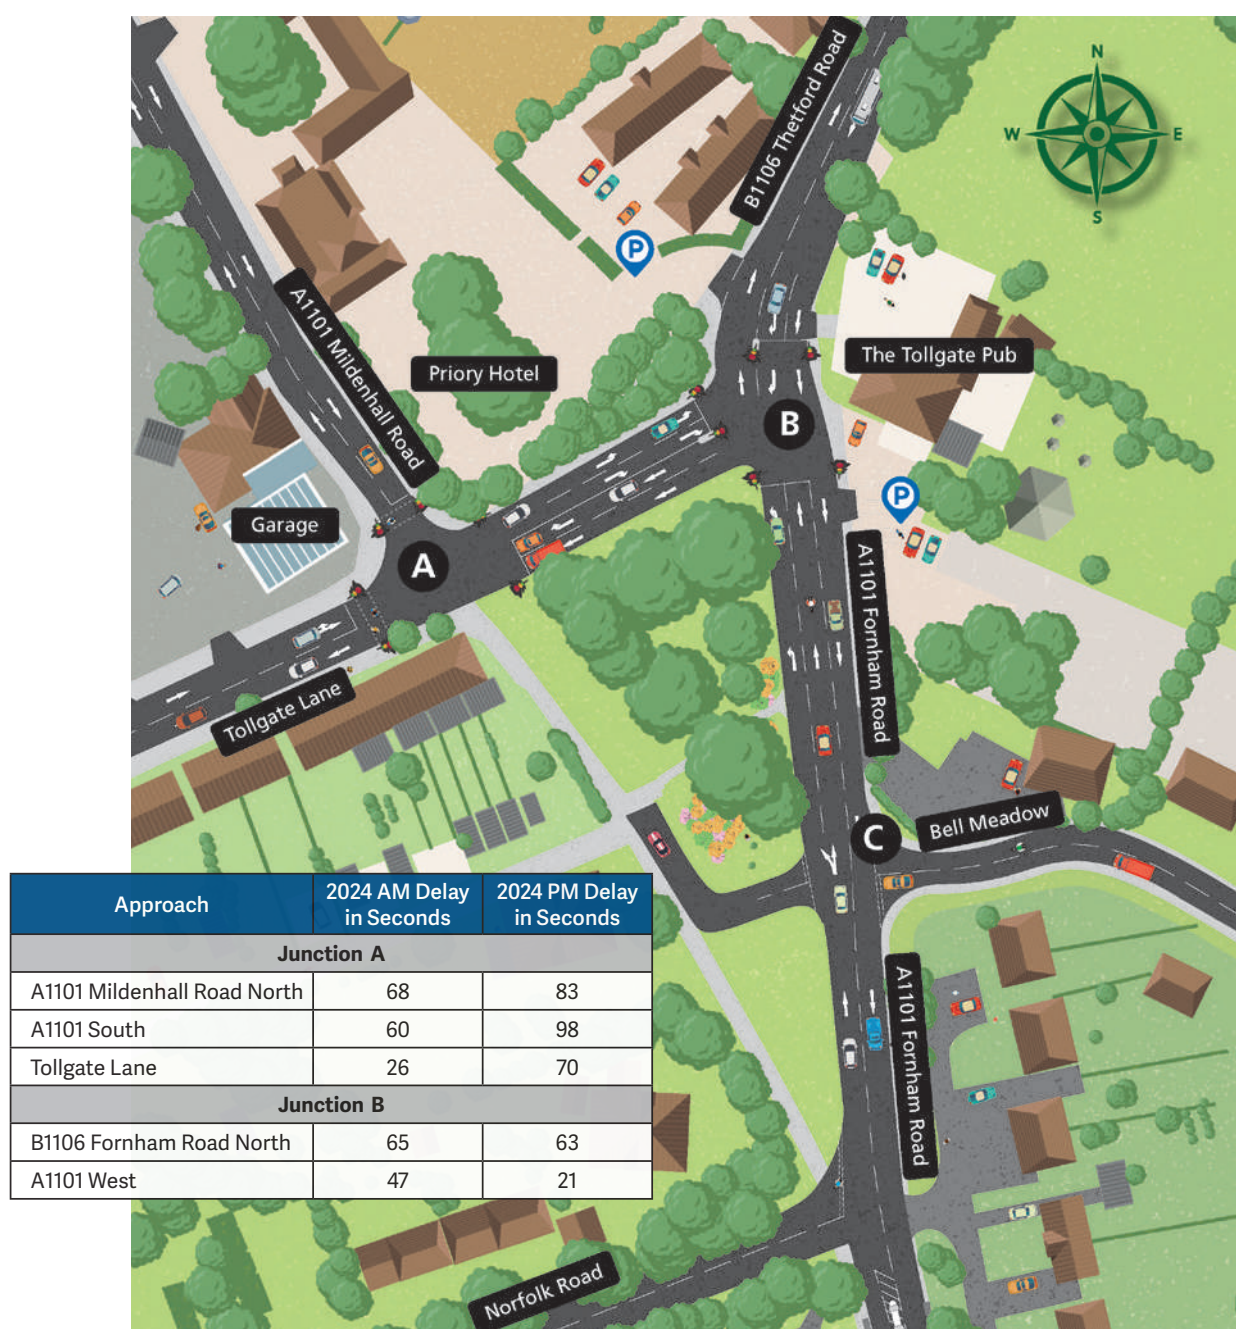 B1106 Thetford Road
N
W
E
S
A1101 Mildenhall Road
P
Priory Hotel
The Tollgate Pub
B
P
Garage
A
A1101 Fornham Road
Tollgate Lane
C
Bell Meadow
A1101 Fornham Road
Norfolk Road
Approach
2024 AM Delay
in Seconds
2024 PM Delay
in Seconds
Junction A
A1101 Mildenhall Road North 68 83
A1101 South 60 98
Tollgate Lane 26 70
Junction B
B1106 Fornham Road North 65 63
A1101 West 47 21